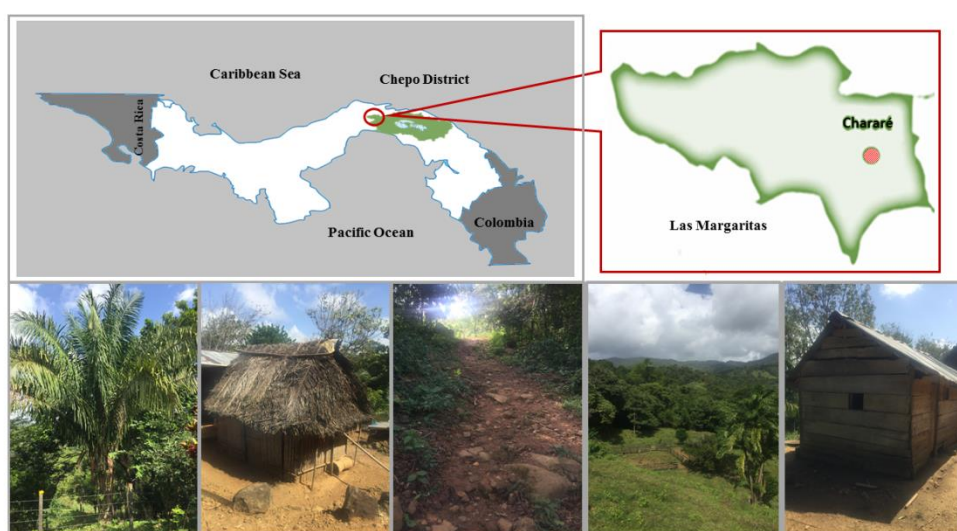 Caribbean Sea
Chepo District
Costa Rica
Chararé
Colombia
Las Margaritas
Pacific Ocean